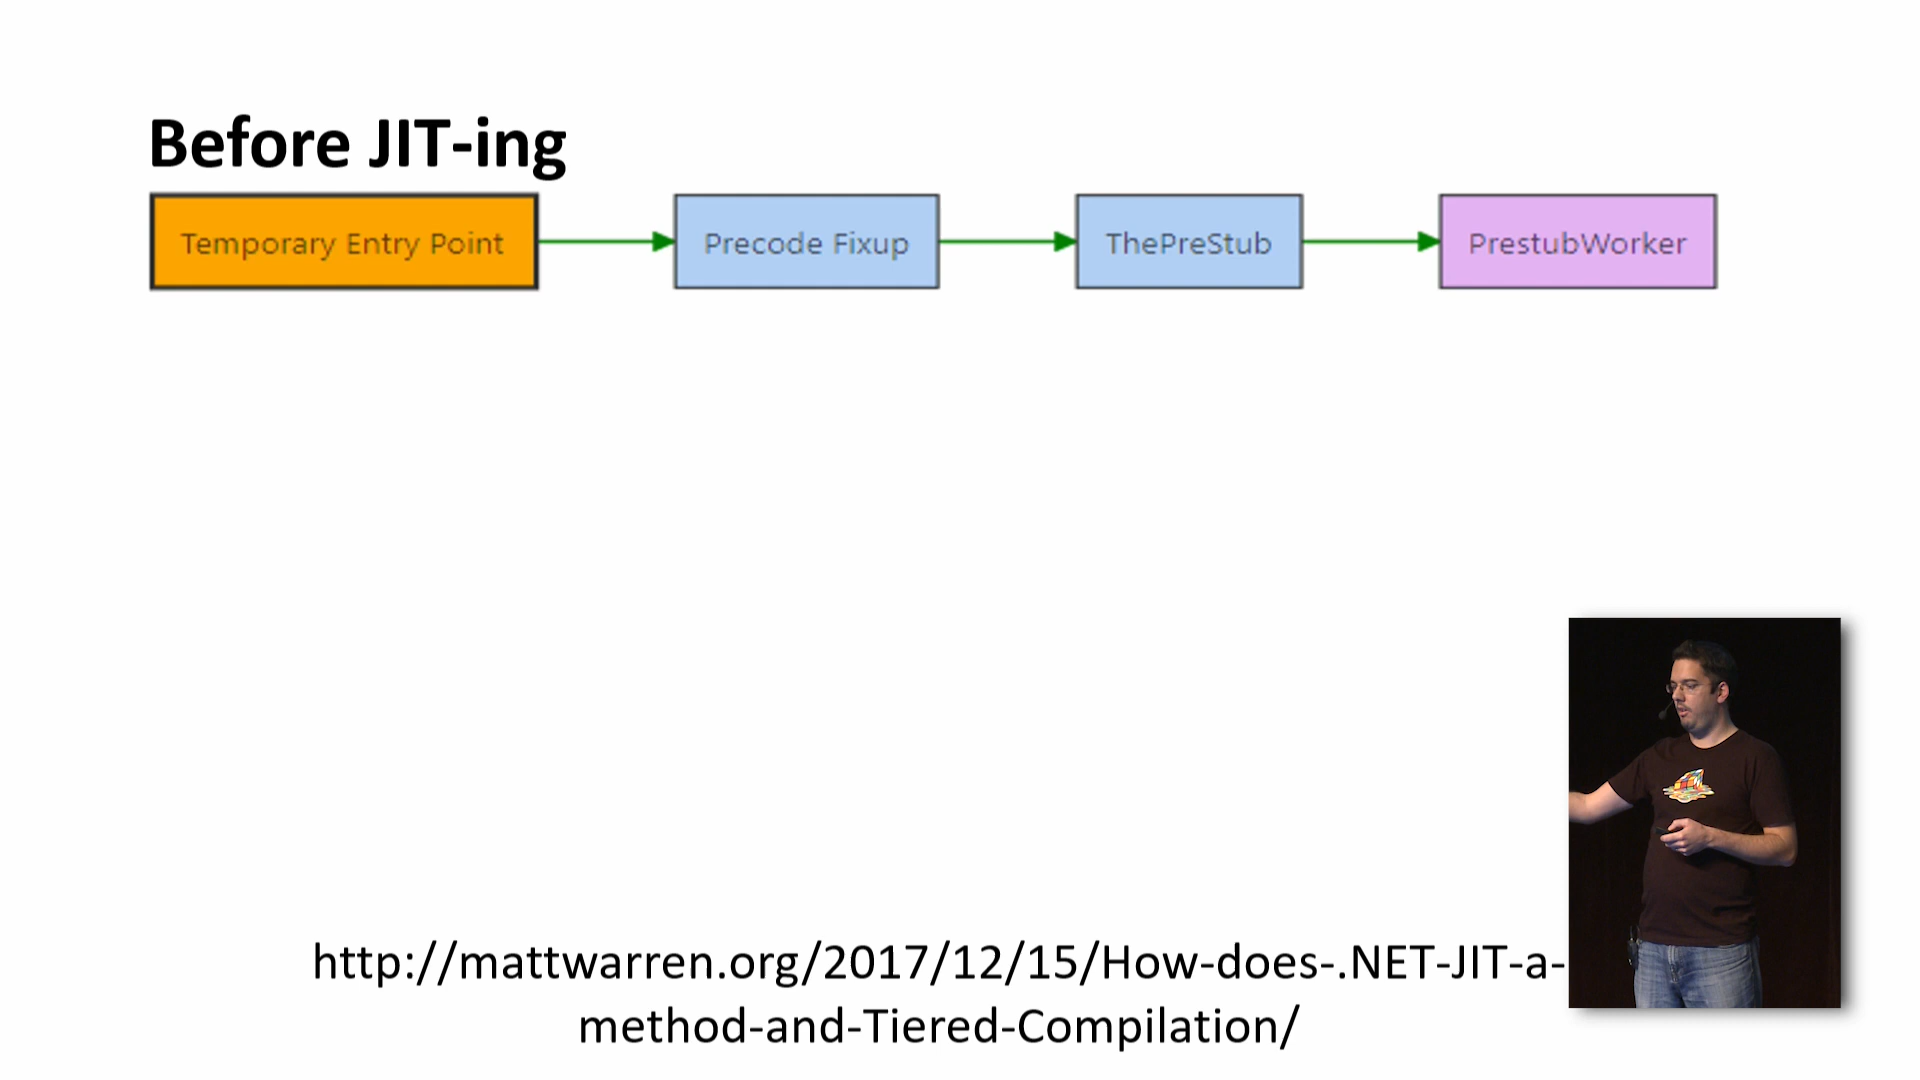 Before JIT-ing
Temporary Entry Point
Precode Fixup
ThePreStub
PrestubWorker
http://mattwarren.org/2017/12/15/How-does-.NET-JIT-a-
method-and-Tiered-Compilation/